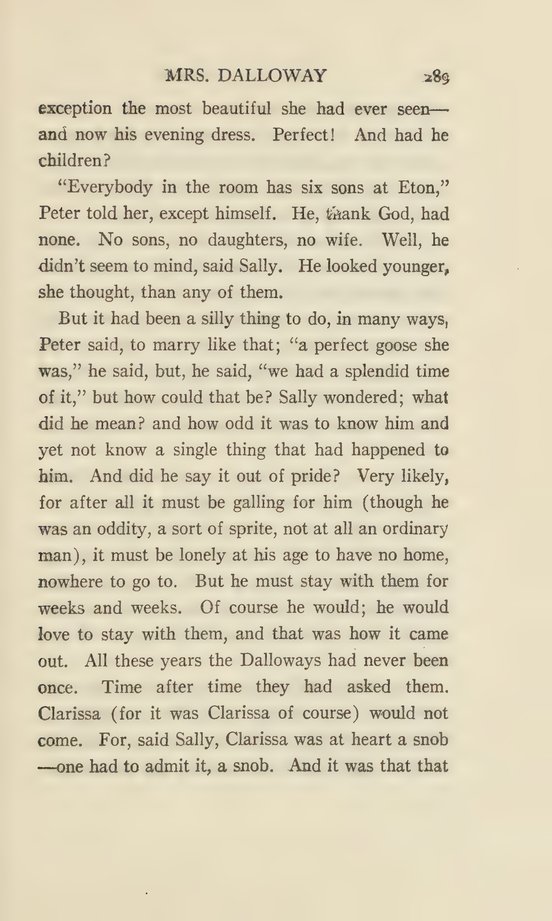 MRS. DALLOWAY 289
exception the most beautiful she had ever seen—
and now his evening dress. Perfect! And had he
children?
"Everybody in the room has six sons at Eton,"
Peter told her, except himself. He, thank God, had
none. No sons, no daughters, no wife. Well, he
didn't seem to mind, said Sally. He looked younger,
she thought, than any of them.
But it had been a silly thing to do, in many ways,
Peter said, to marry like that; "a perfect goose she
was," he said, but, he said, "we had a splendid time
of it," but how could that be? Sally wondered; what
did he mean? and how odd it was to know him and
yet not know a single thing that had happened to
him. And did he say it out of pride? Very likely,
for after all it must be galling for him (though he
was an oddity, a sort of sprite, not at all an ordinary
man), it must be lonely at his age to have no home,
nowhere to go to. But he must stay with them for
weeks and weeks. Of course he would; he would
love to stay with them, and that was how it came
out. All these years the Dalloways had never been
once. Time after time they had asked them.
Clarissa (for it was Clarissa of course) would not
come. For, said Sally, Clarissa was at heart a snob
—one had to admit it, a snob. And it was that that